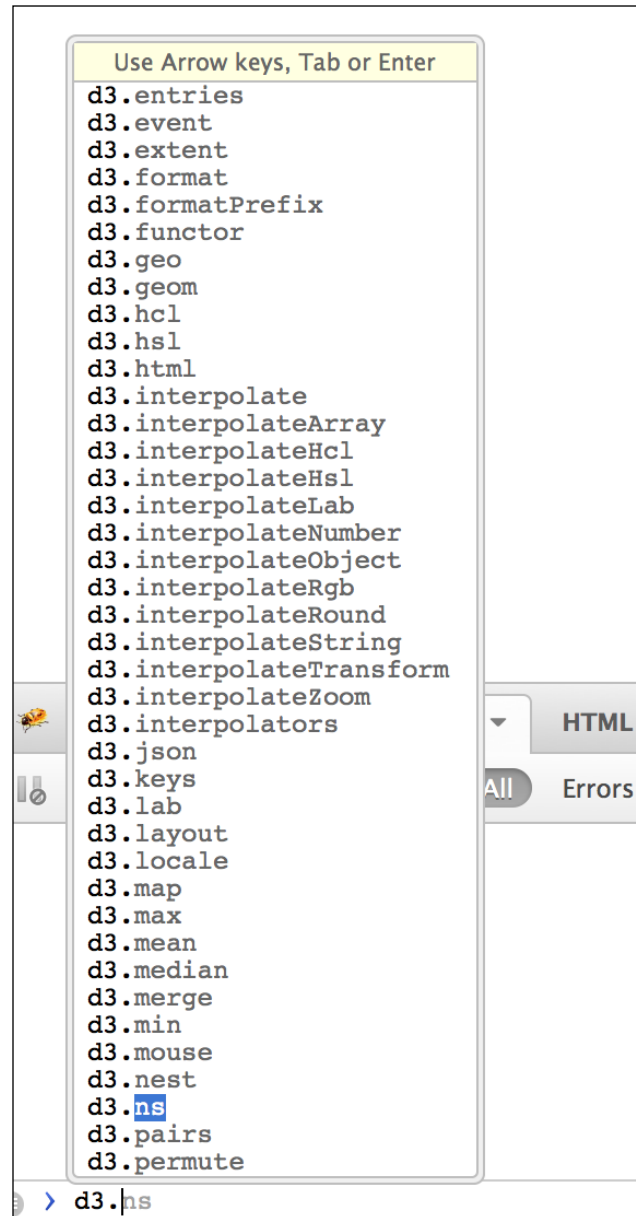 Use Arrow keys, Tab or Enter
d3.entries
d3.event
d3.extent
d3.format
d3.formatPrefix
d3.functor
d3.geo
d3.geom
d3.hcl
d3.hsl
d3.html
d3.interpolate
d3.interpolateArray
d3.interpolateHcl
d3.interpolateHsl
d3.interpolateLab
d3.interpolateNumber
d3.interpolateObject
d3.interpolateRgb
d3.interpolateRound
d3.interpolateString
d3.interpolateTransform
d3.interpolateZoom
d3.interpolators
HTML
d3.json
d3.keys
All Errors
d3.lab
d3.layout
d3.locale
d3.map
d3.max
d3.mean
d3.median
d3.merge
d3.min
d3.mouse
d3.nest
d3.ns
d3.pairs
d3.permute
> d3.ns